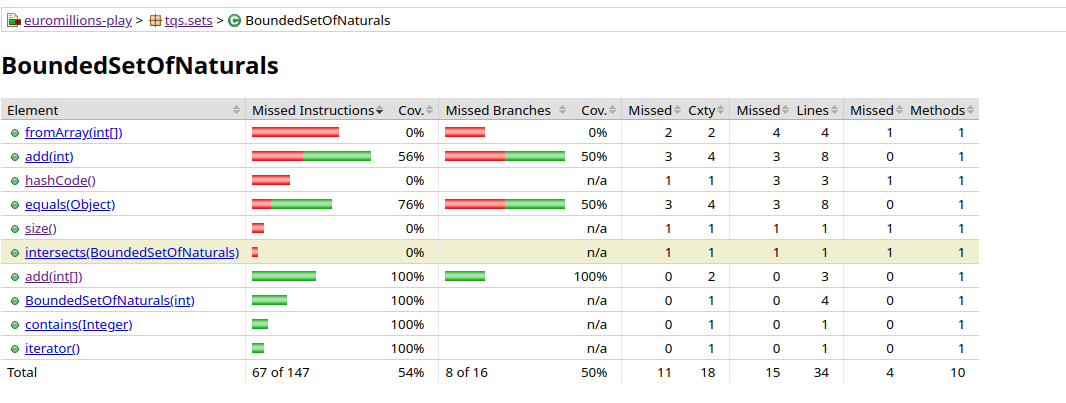 euromillions-play > tqs.sets > BoundedSetOfNaturals
BoundedSetOfNaturals
Element Missed Instructions Cov. Missed Branches Cov. Missed Cxty Missed Lines Missed Methods
fromArray(int[]) 0% 0% 2 2 4 4 1 1
add(int) 56% 50% 3 4 3 8 0 1
hashCode() 0% n/a 1 1 3 3 1 1
equals(Object) 76% 50% 3 4 3 8 0 1
size() 0% n/a 1 1 1 1 1 1
intersects(BoundedSetOfNaturals) 0% n/a 1 1 1 1 1 1
add(int[]) 100% 100% 0 2 0 3 0 1
BoundedSetOfNaturals(int) 100% n/a 0 1 0 4 0 1
contains(Integer) 100% n/a 0 1 0 1 0 1
iterator() 100% n/a 0 1 0 1 0 1
Total 67 of 147 54% 8 of 16 50% 11 18 15 34 4 10